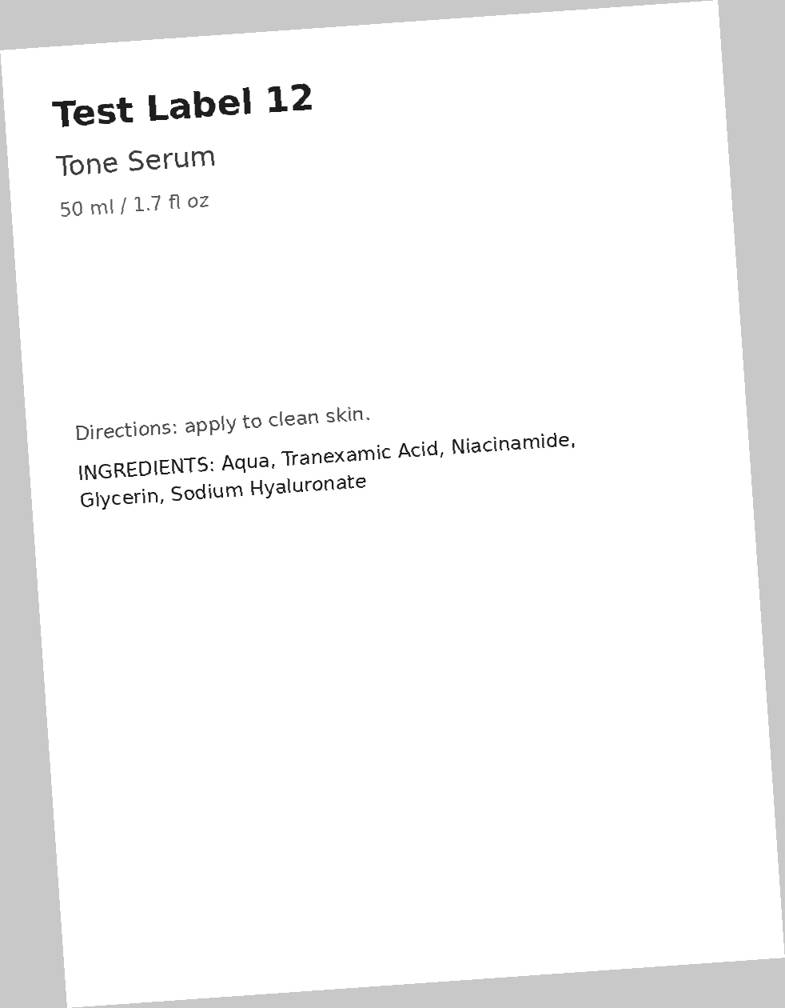 Test Label 12
Tone Serum
50 ml / 1.7 fl oz
Directions: apply to clean skin.
INGREDIENTS: Aqua, Tranexamic Acid, Niacinamide,
Glycerin, Sodium Hyaluronate